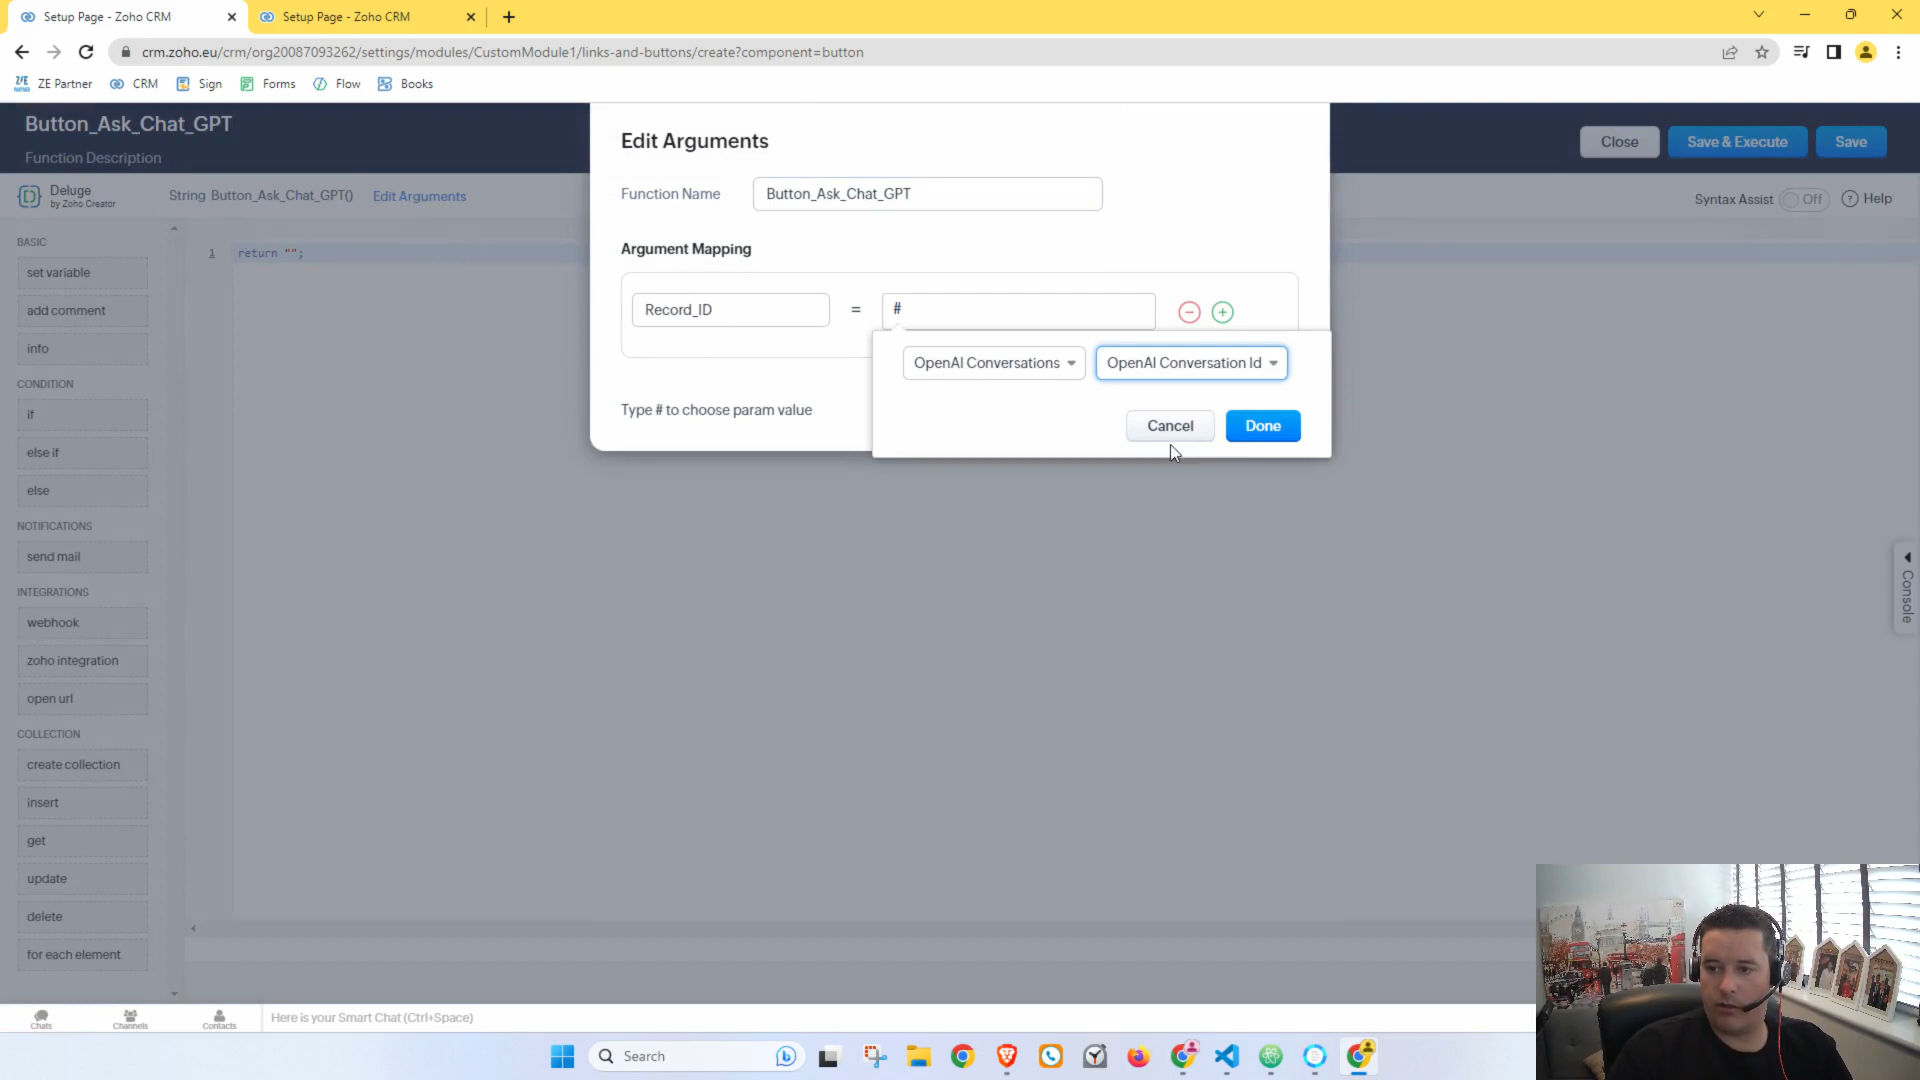 Setup Page - Zoho CRM
Setup Page - Zoho CRM
crm.zoho.eu/crm/org20087093262/settings/modules/CustomModule1/links-and-buttons/create?component=button
ZE Partner
CRM
Sign
Forms
Flow
Books
Button_Ask_Chat_GPT
Function Description
Close
Save & Execute
Save
Deluge
by Zoho Creator
String Button_Ask_Chat_GPT()
Edit Arguments
Syntax Assist
Off
? Help
Edit Arguments
Function Name
Button_Ask_Chat_GPT
Argument Mapping
Record_ID
=
#
OpenAI Conversations
OpenAI Conversation Id
Type # to choose param value
Cancel
Done
1
return "";
BASIC
set variable
add comment
info
CONDITION
if
else if
else
NOTIFICATIONS
send mail
INTEGRATIONS
webhook
zoho integration
open url
COLLECTION
create collection
insert
get
update
delete
for each element
Console
Chats
Channels
Contacts
Here is your Smart Chat (Ctrl+Space)
Search